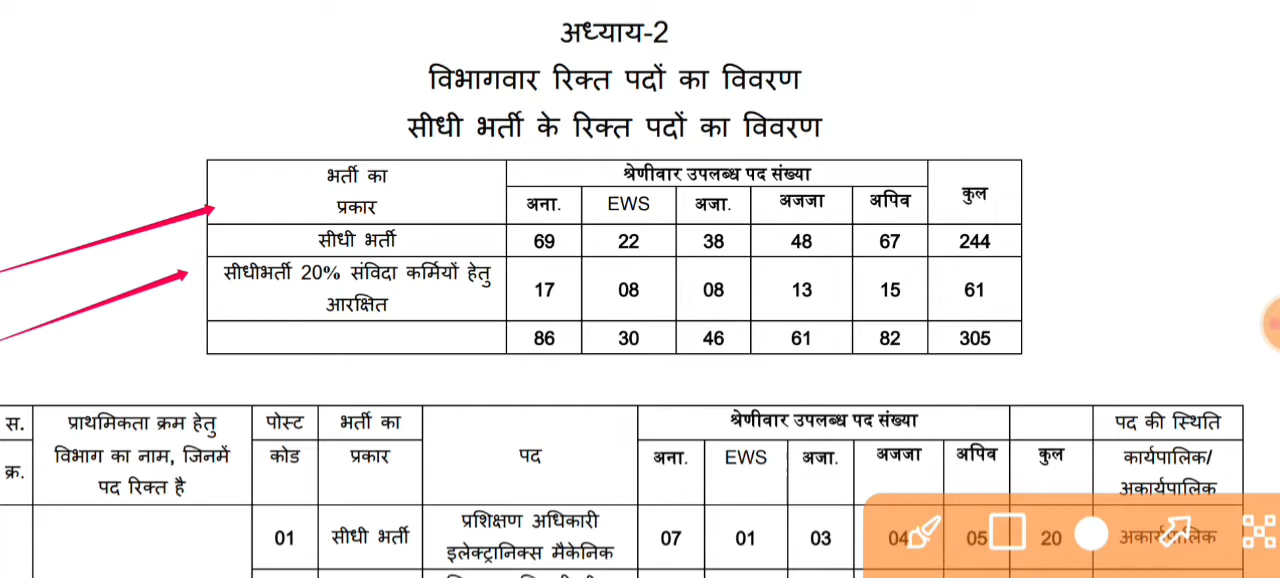 अध्याय-2
विभागवार रिक्त पदों का विवरण
सीधी भर्ती के रिक्त पदों का विवरण
भर्ती का प्रकार श्रेणीवार उपलब्ध पद संख्या कुल
अना. EWS अजा. अजजा अपिव
सीधी भर्ती 69 22 38 48 67 244
सीधीभर्ती 20% संविदा कर्मियों हेतु
आरक्षित 17 08 08 13 15 61
86 30 46 61 82 305
स. प्राथमिकता क्रम हेतु पोस्ट भर्ती का श्रेणीवार उपलब्ध पद संख्या पद की स्थिति
क्र. विभाग का नाम, जिनमें कोड प्रकार पद अना. EWS अजा. अजजा अपिव कुल कार्यपालिक/
पद रिक्त है अकार्यपालिक
01 सीधी भर्ती प्रशिक्षण अधिकारी 07 01 03 04 05 20 अकार्यपालिक
इलेक्ट्रानिक्स मैकेनिक